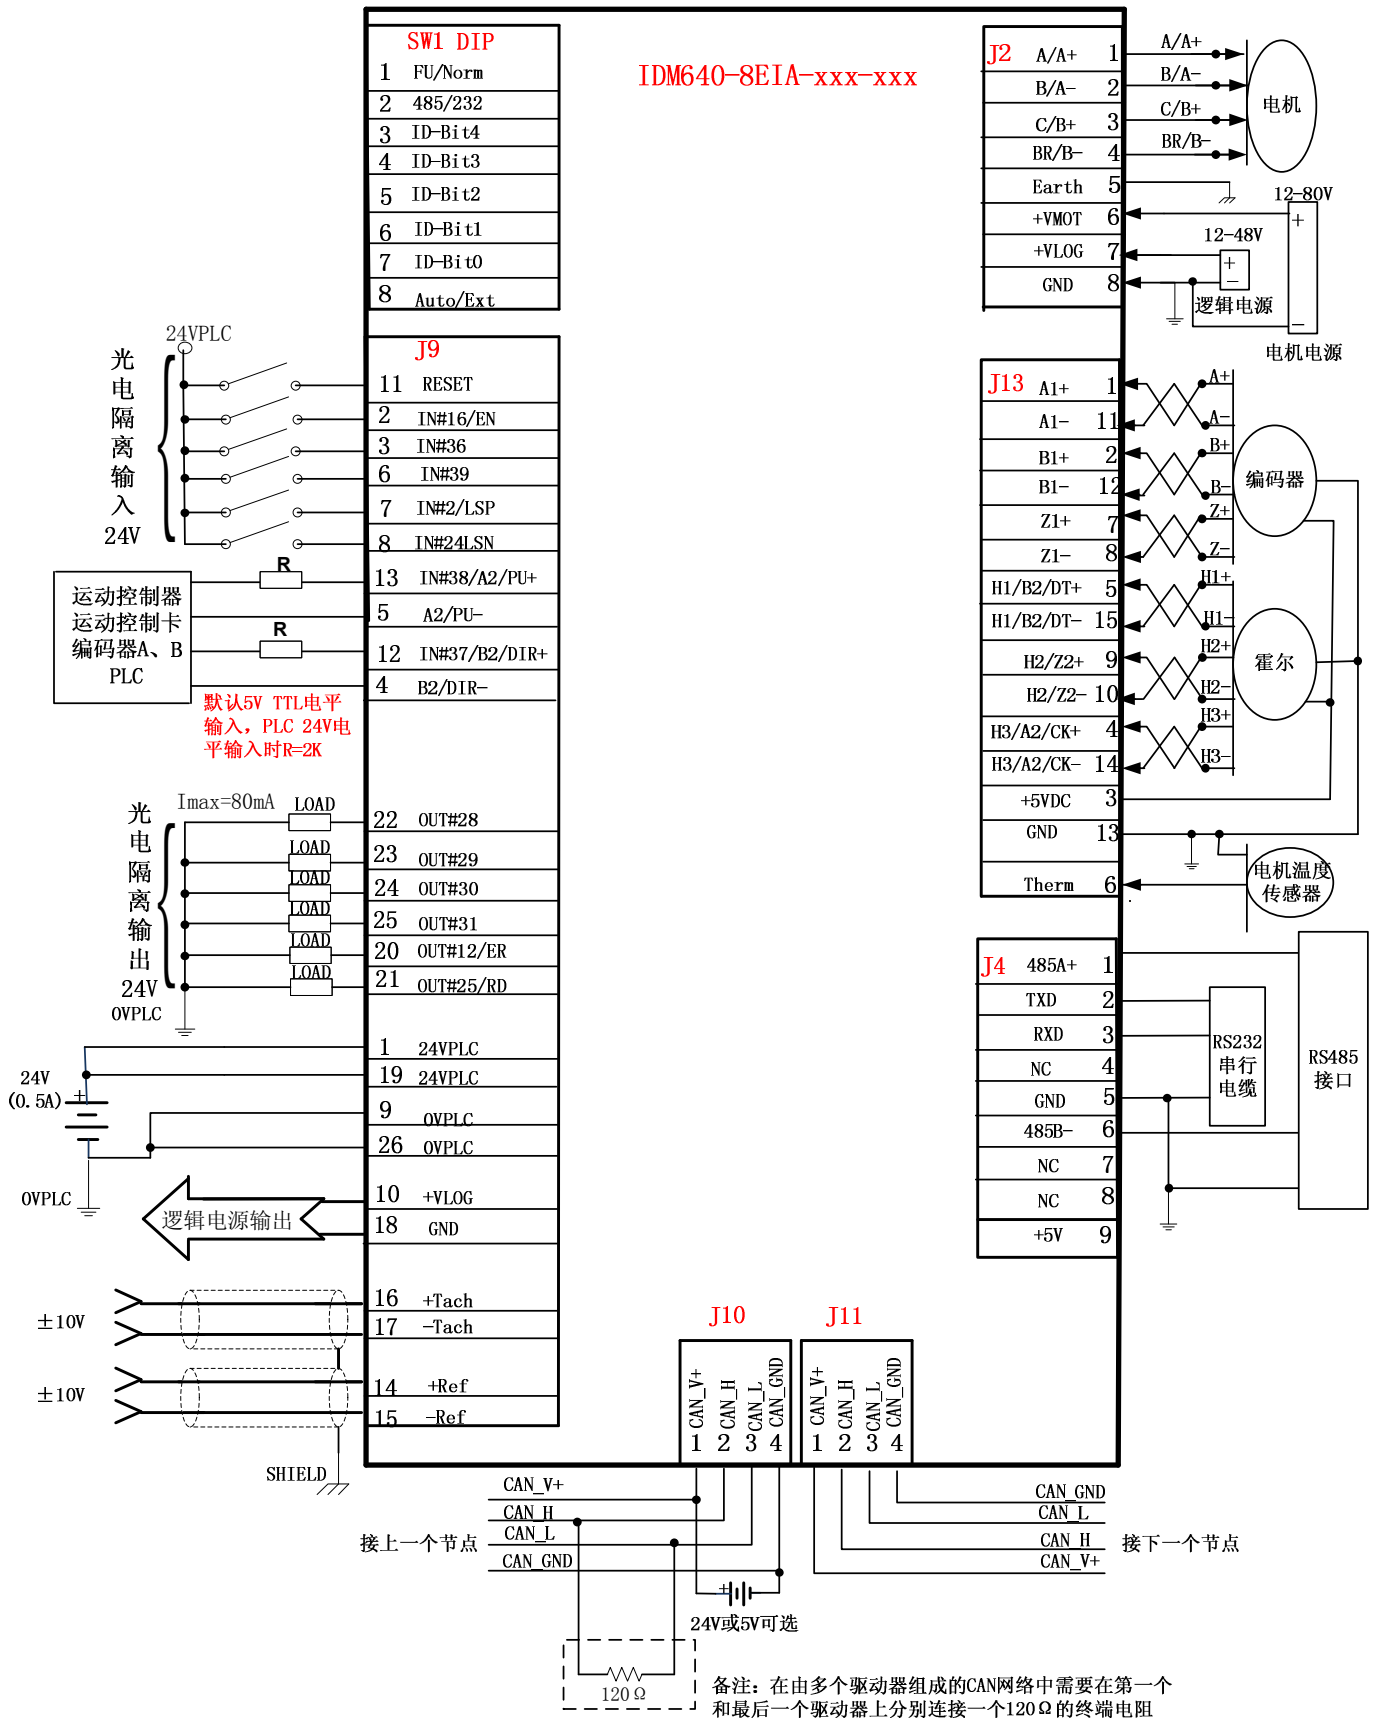 IDM640-8EIA-xxx-xxx
SW1 DIP
1 FU/Norm
2 485/232
3 ID-Bit4
4 ID-Bit3
5 ID-Bit2
6 ID-Bit1
7 ID-Bit0
8 Auto/Ext
24VPLC
光电隔离输入
24V
J9
11 RESET
2 IN#16/EN
3 IN#36
6 IN#39
7 IN#2/LSP
8 IN#24LSN
13 IN#38/A2/PU+
5 A2/PU-
12 IN#37/B2/DIR+
4 B2/DIR-
R
R
运动控制器
运动控制卡
编码器A、B
PLC
默认5V TTL电平
输入，PLC 24V电
平输入时R=2K
光电隔离输出
24V
0VPLC
Imax=80mA
LOAD
LOAD
LOAD
LOAD
LOAD
LOAD
22 OUT#28
23 OUT#29
24 OUT#30
25 OUT#31
20 OUT#12/ER
21 OUT#25/RD
1 24VPLC
19 24VPLC
9 0VPLC
26 0VPLC
24V
(0.5A)
+
0VPLC
10 +VLOG
18 GND
逻辑电源输出
16 +Tach
17 -Tach
14 +Ref
15 -Ref
±10V
±10V
SHIELD
J2
A/A+ 1
B/A- 2
C/B+ 3
BR/B- 4
Earth 5
+VMOT 6
+VLOG 7
GND 8
A/A+
B/A-
C/B+
BR/B-
电机
12-80V
+
-
12-48V
+
-
逻辑电源
电机电源
J13
A1+ 1
A1- 11
B1+ 2
B1- 12
Z1+ 7
Z1- 8
H1/B2/DT+ 5
H1/B2/DT- 15
H2/Z2+ 9
H2/Z2- 10
H3/A2/CK+ 4
H3/A2/CK- 14
+5VDC 3
GND 13
Therm 6
A+
A-
B+
B-
Z+
Z-
H1+
H1-
H2+
H2-
H3+
H3-
编码器
霍尔
电机温度
传感器
J4
485A+ 1
TXD 2
RXD 3
NC 4
GND 5
485B- 6
NC 7
NC 8
+5V 9
RS232
串行
电缆
RS485
接口
J10
CAN_V+ 1
CAN_H 2
CAN_L 3
CAN_GND 4
J11
CAN_V+ 1
CAN_H 2
CAN_L 3
CAN_GND 4
接上一个节点
CAN_V+
CAN_H
CAN_L
CAN_GND
CAN_GND
CAN_L
CAN_H
CAN_V+
接下一个节点
+
24V或5V可选
120Ω
备注：在由多个驱动器组成的CAN网络中需要在第一个
和最后一个驱动器上分别连接一个120Ω的终端电阻